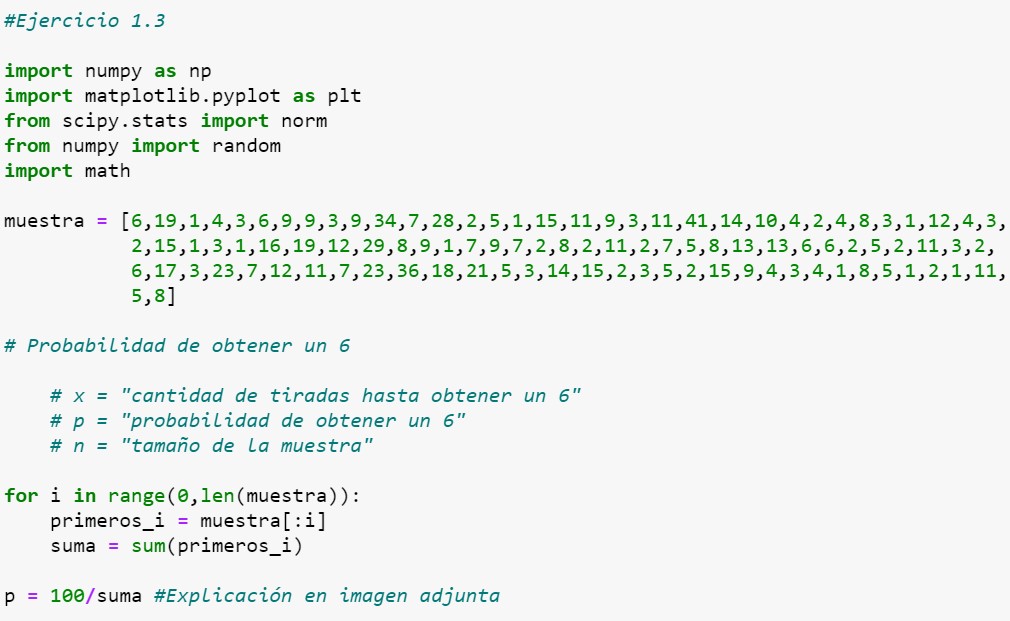 #Ejercicio 1.3
import numpy as np
import matplotlib.pyplot as plt
from scipy.stats import norm
from numpy import random
import math
muestra = [6,19,1,4,3,6,9,9,3,9,34,7,28,2,5,1,15,11,9,3,11,41,14,10,4,2,4,8,3,1,12,4,3,
2,15,1,3,1,16,19,12,29,8,9,1,7,9,7,2,8,2,11,2,7,5,8,13,13,6,6,2,5,2,11,3,2,
6,17,3,23,7,12,11,7,23,36,18,21,5,3,14,15,2,3,5,2,15,9,4,3,4,1,8,5,1,2,1,11,
5,8]
# Probabilidad de obtener un 6
# x = "cantidad de tiradas hasta obtener un 6"
# p = "probabilidad de obtener un 6"
# n = "tamaño de la muestra"
for i in range(0,len(muestra)):
primeros_i = muestra[:i]
suma = sum(primeros_i)
p = 100/suma #Explicación en imagen adjunta